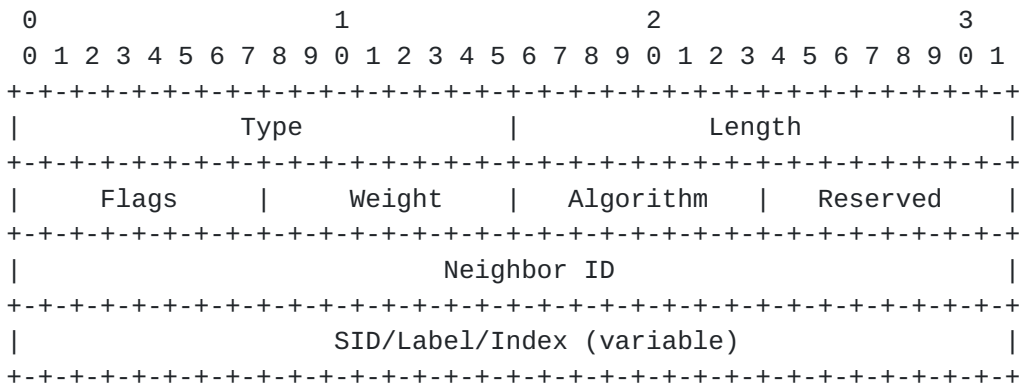 0                   1                   2                   3
 0 1 2 3 4 5 6 7 8 9 0 1 2 3 4 5 6 7 8 9 0 1 2 3 4 5 6 7 8 9 0 1
+-+-+-+-+-+-+-+-+-+-+-+-+-+-+-+-+-+-+-+-+-+-+-+-+-+-+-+-+-+-+-+-+
|              Type             |            Length             |
+-+-+-+-+-+-+-+-+-+-+-+-+-+-+-+-+-+-+-+-+-+-+-+-+-+-+-+-+-+-+-+-+
|     Flags     |     Weight    |   Algorithm   |   Reserved    |
+-+-+-+-+-+-+-+-+-+-+-+-+-+-+-+-+-+-+-+-+-+-+-+-+-+-+-+-+-+-+-+-+
|                           Neighbor ID                         |
+-+-+-+-+-+-+-+-+-+-+-+-+-+-+-+-+-+-+-+-+-+-+-+-+-+-+-+-+-+-+-+-+
|                    SID/Label/Index (variable)                 |
+-+-+-+-+-+-+-+-+-+-+-+-+-+-+-+-+-+-+-+-+-+-+-+-+-+-+-+-+-+-+-+-+